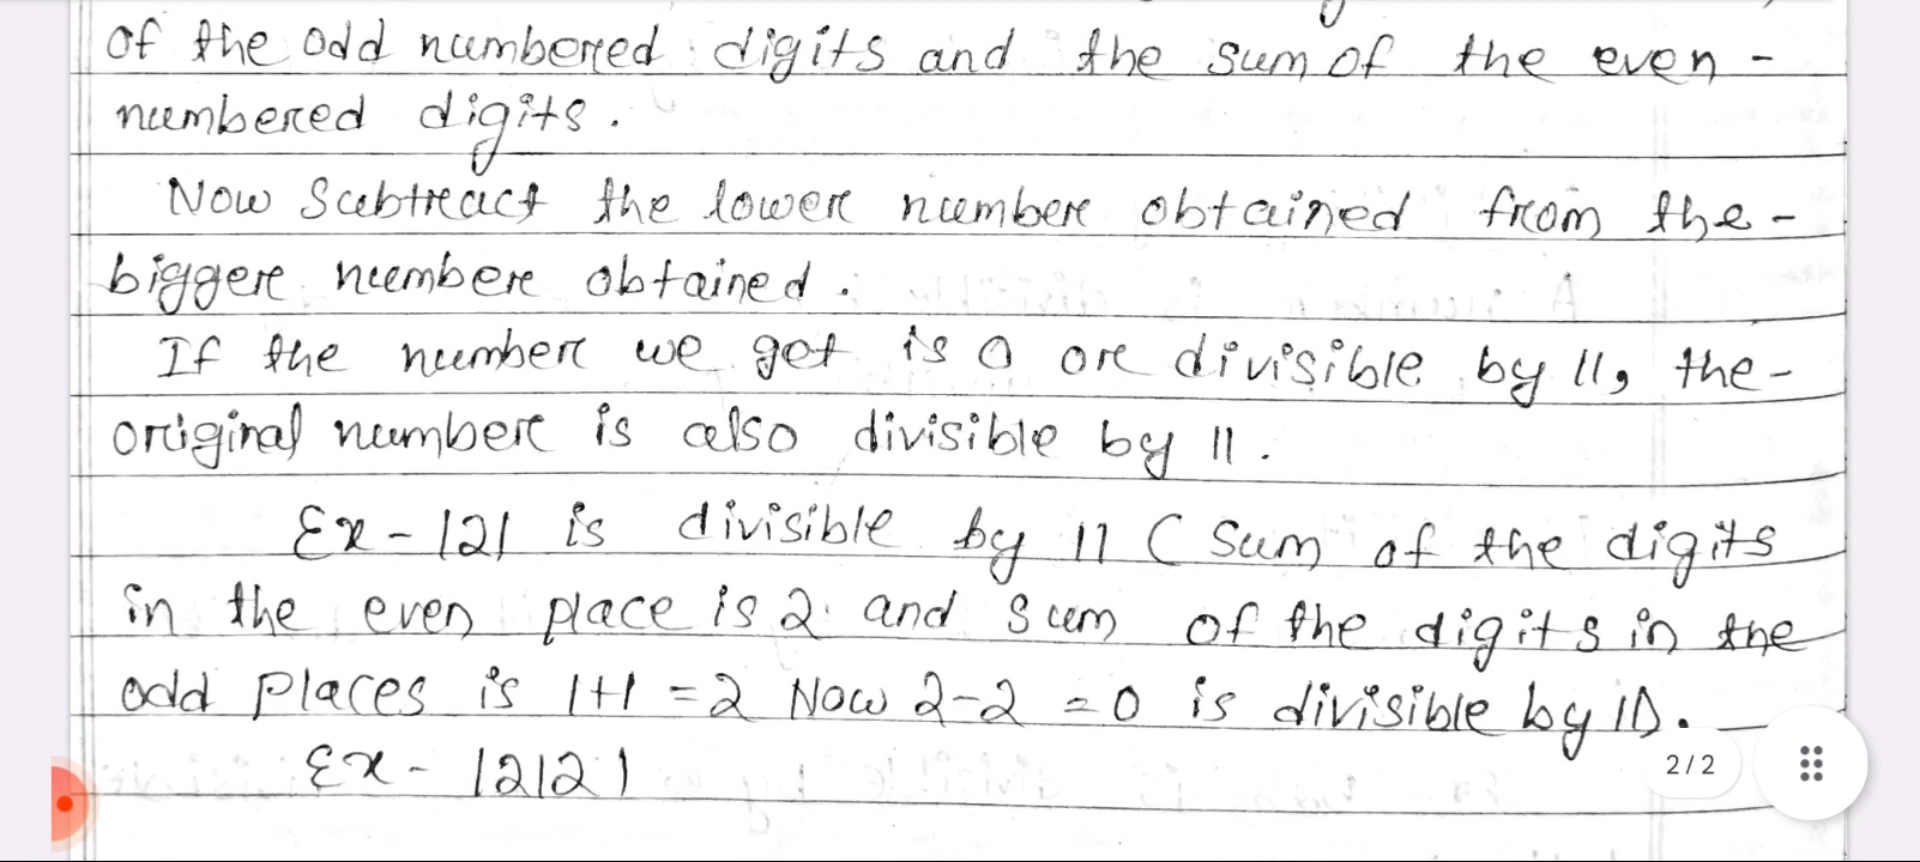 of the odd numbered digits and the sum of the even -
numbered digits.
Now Subtract the lower number obtained from the -
bigger number obtained.
If the number we get is 0 or divisible by 11, the -
original number is also divisible by 11.
Ex - 121 is divisible by 11 ( Sum of the digits
in the even place is 2 and Sum of the digits in the
odd places is 1+1 = 2 Now 2-2 = 0 is divisible by 11).
Ex - 12121
2/2